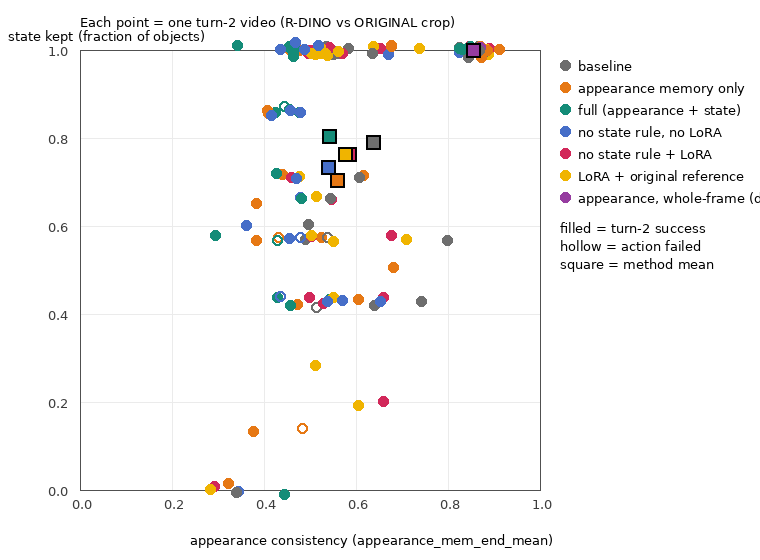 Each point = one turn-2 video (R-DINO vs ORIGINAL crop)
state kept (fraction of objects)
1.0
0.8
0.6
0.4
0.2
0.0
0.0 0.2 0.4 0.6 0.8 1.0
appearance consistency (appearance_mem_end_mean)
baseline
appearance memory only
full (appearance + state)
no state rule, no LoRA
no state rule + LoRA
LoRA + original reference
appearance, whole-frame (d
filled = turn-2 success
hollow = action failed
square = method mean